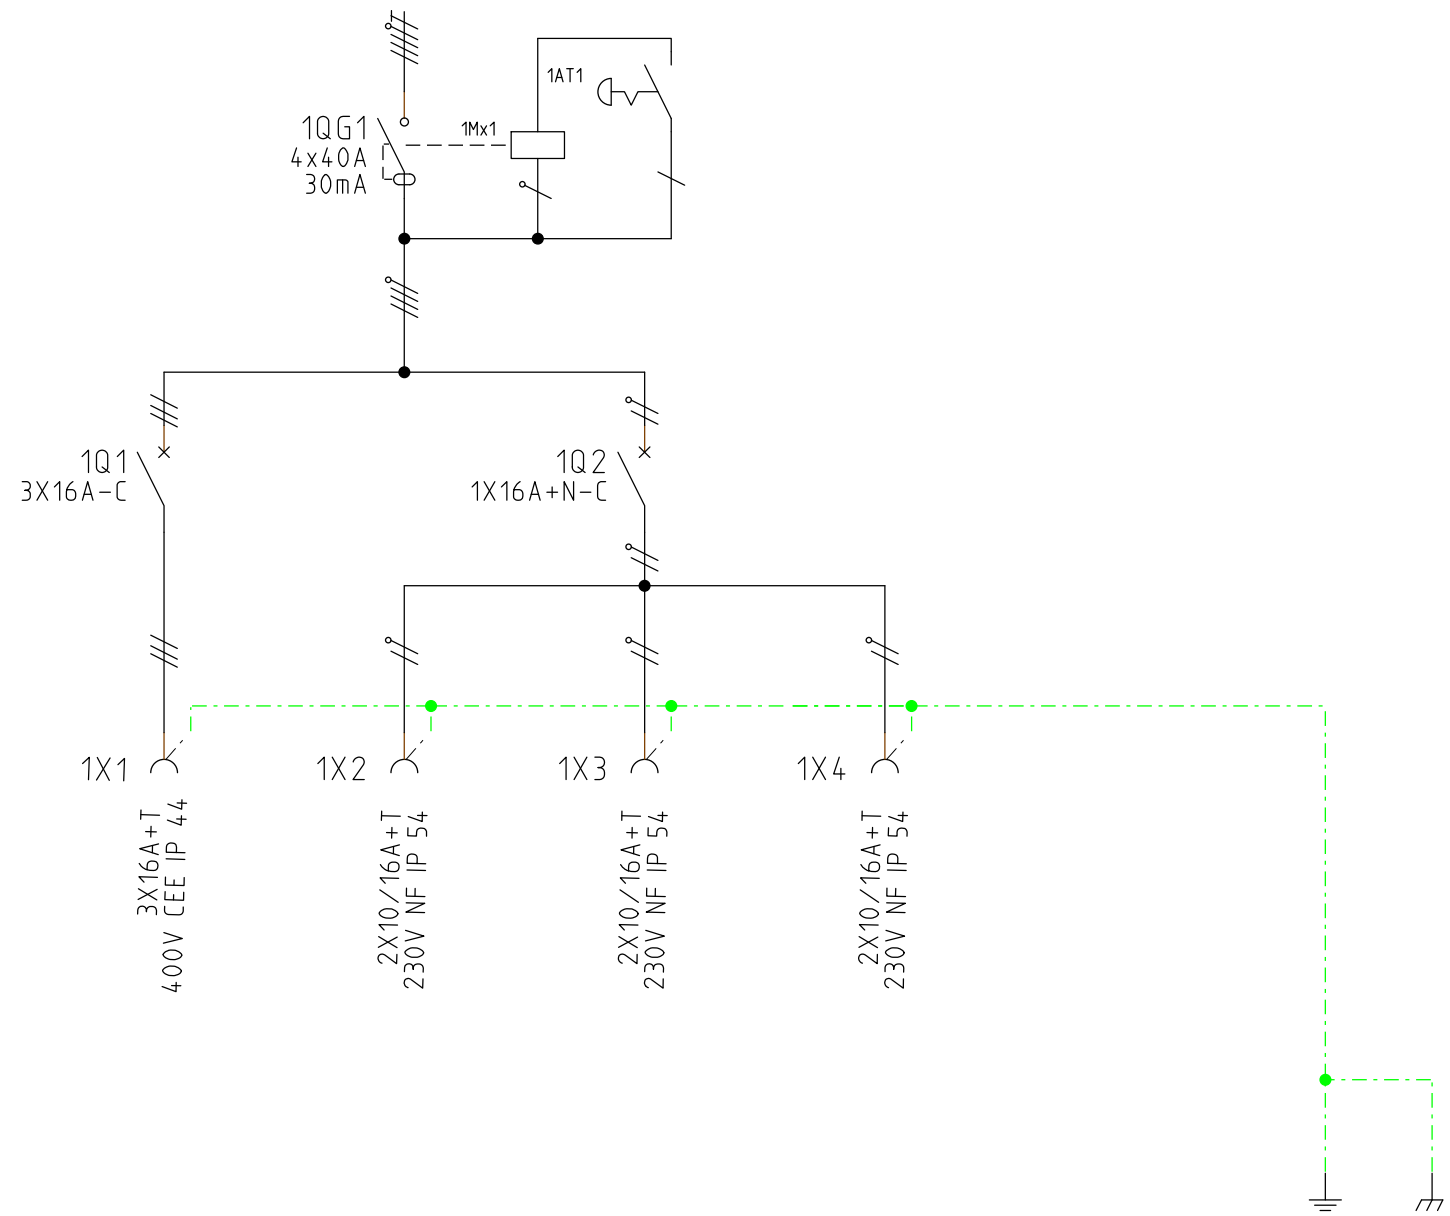 1AT1
1QG1
4x40A
30mA
1Mx1
1Q1
3X16A-C
1Q2
1X16A+N-C
1X1
1X2
1X3
1X4
3X16A+T
400V CEE IP 44
2X10/16A+T
230V NF IP 54
2X10/16A+T
230V NF IP 54
2X10/16A+T
230V NF IP 54